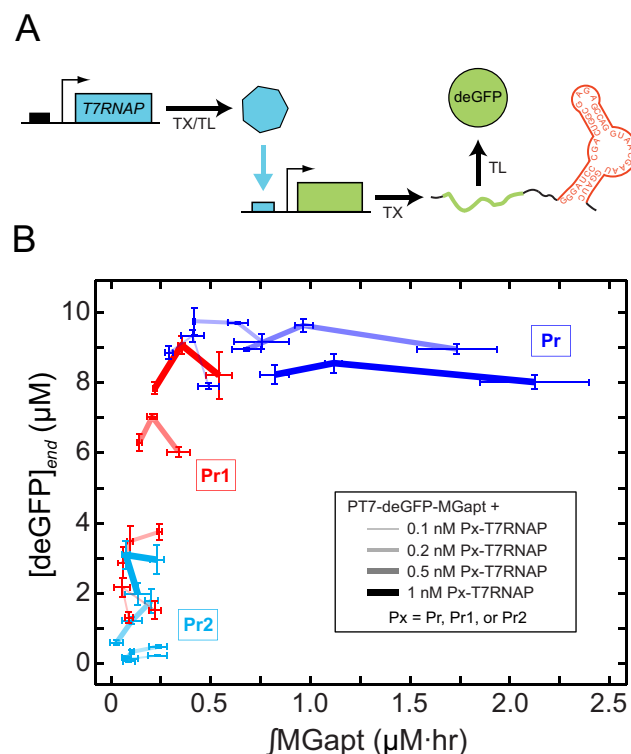 A
T7RNAP
TX/TL
deGFP
TL
TX
B
[deGFP]end (µM)
10
8
6
4
2
0
Pr
Pr1
Pr2
PT7-deGFP-MGapt +
0.1 nM Px-T7RNAP
0.2 nM Px-T7RNAP
0.5 nM Px-T7RNAP
1 nM Px-T7RNAP
Px = Pr, Pr1, or Pr2
0 0.5 1.0 1.5 2.0 2.5
∫MGapt (µM·hr)